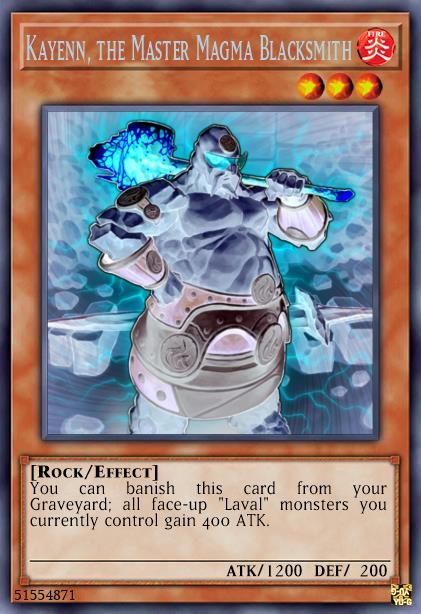 KAYENN, THE MASTER MAGMA BLACKSMITH
FIRE
炎
[ROCK/EFFECT]
You can banish this card from your
Graveyard; all face-up "Laval" monsters you
currently control gain 400 ATK.
ATK/1200 DEF/ 200
51554871